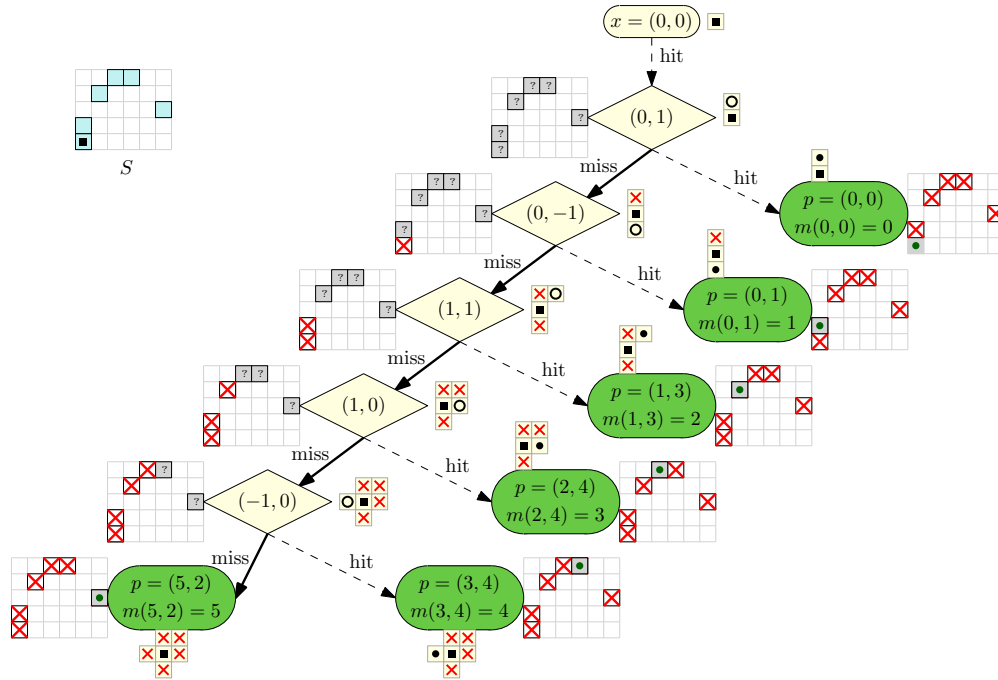 x = (0, 0)
hit
? ?
?
?
?
?
(0, 1)
S
miss
hit
? ?
?
?
?
(0, −1)
p = (0, 0)
m(0, 0) = 0
miss
hit
? ?
?
?
(1, 1)
p = (0, 1)
m(0, 1) = 1
miss
hit
? ?
?
(1, 0)
p = (1, 3)
m(1, 3) = 2
miss
hit
?
?
(−1, 0)
p = (2, 4)
m(2, 4) = 3
miss
hit
p = (5, 2)
m(5, 2) = 5
p = (3, 4)
m(3, 4) = 4